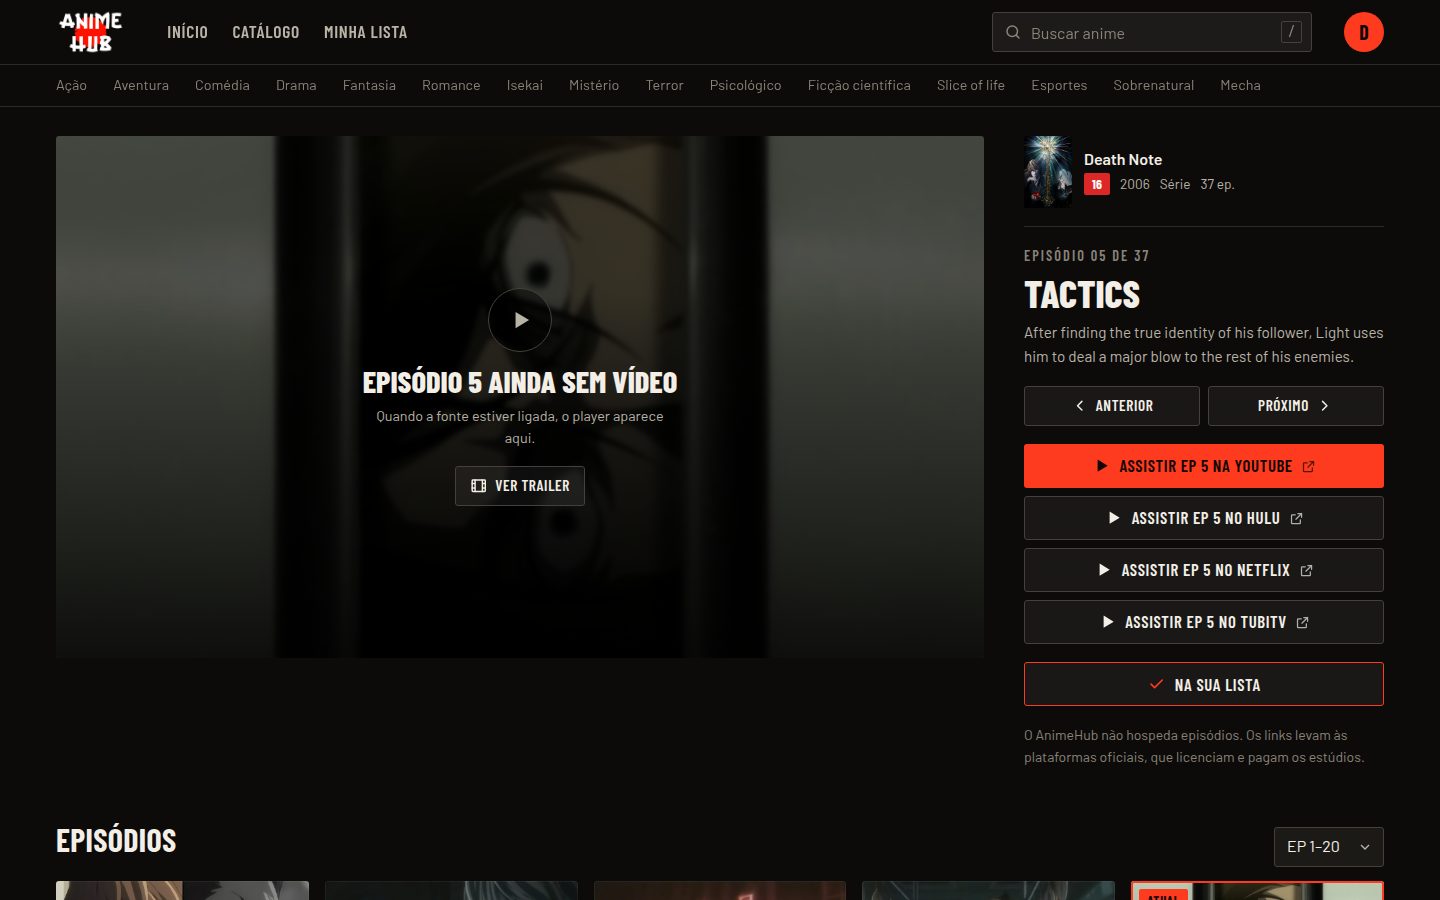 ANIME
HUB
INÍCIO
CATÁLOGO
MINHA LISTA
Buscar anime
/
D
Ação
Aventura
Comédia
Drama
Fantasia
Romance
Isekai
Mistério
Terror
Psicológico
Ficção científica
Slice of life
Esportes
Sobrenatural
Mecha
EPISÓDIO 5 AINDA SEM VÍDEO
Quando a fonte estiver ligada, o player aparece
aqui.
VER TRAILER
Death Note
16 2006 Série 37 ep.
EPISÓDIO 05 DE 37
TACTICS
After finding the true identity of his follower, Light uses
him to deal a major blow to the rest of his enemies.
ANTERIOR
PRÓXIMO
ASSISTIR EP 5 NA YOUTUBE
ASSISTIR EP 5 NO HULU
ASSISTIR EP 5 NO NETFLIX
ASSISTIR EP 5 NO TUBITV
NA SUA LISTA
O AnimeHub não hospeda episódios. Os links levam às
plataformas oficiais, que licenciam e pagam os estúdios.
EPISÓDIOS
EP 1–20
ATUAL